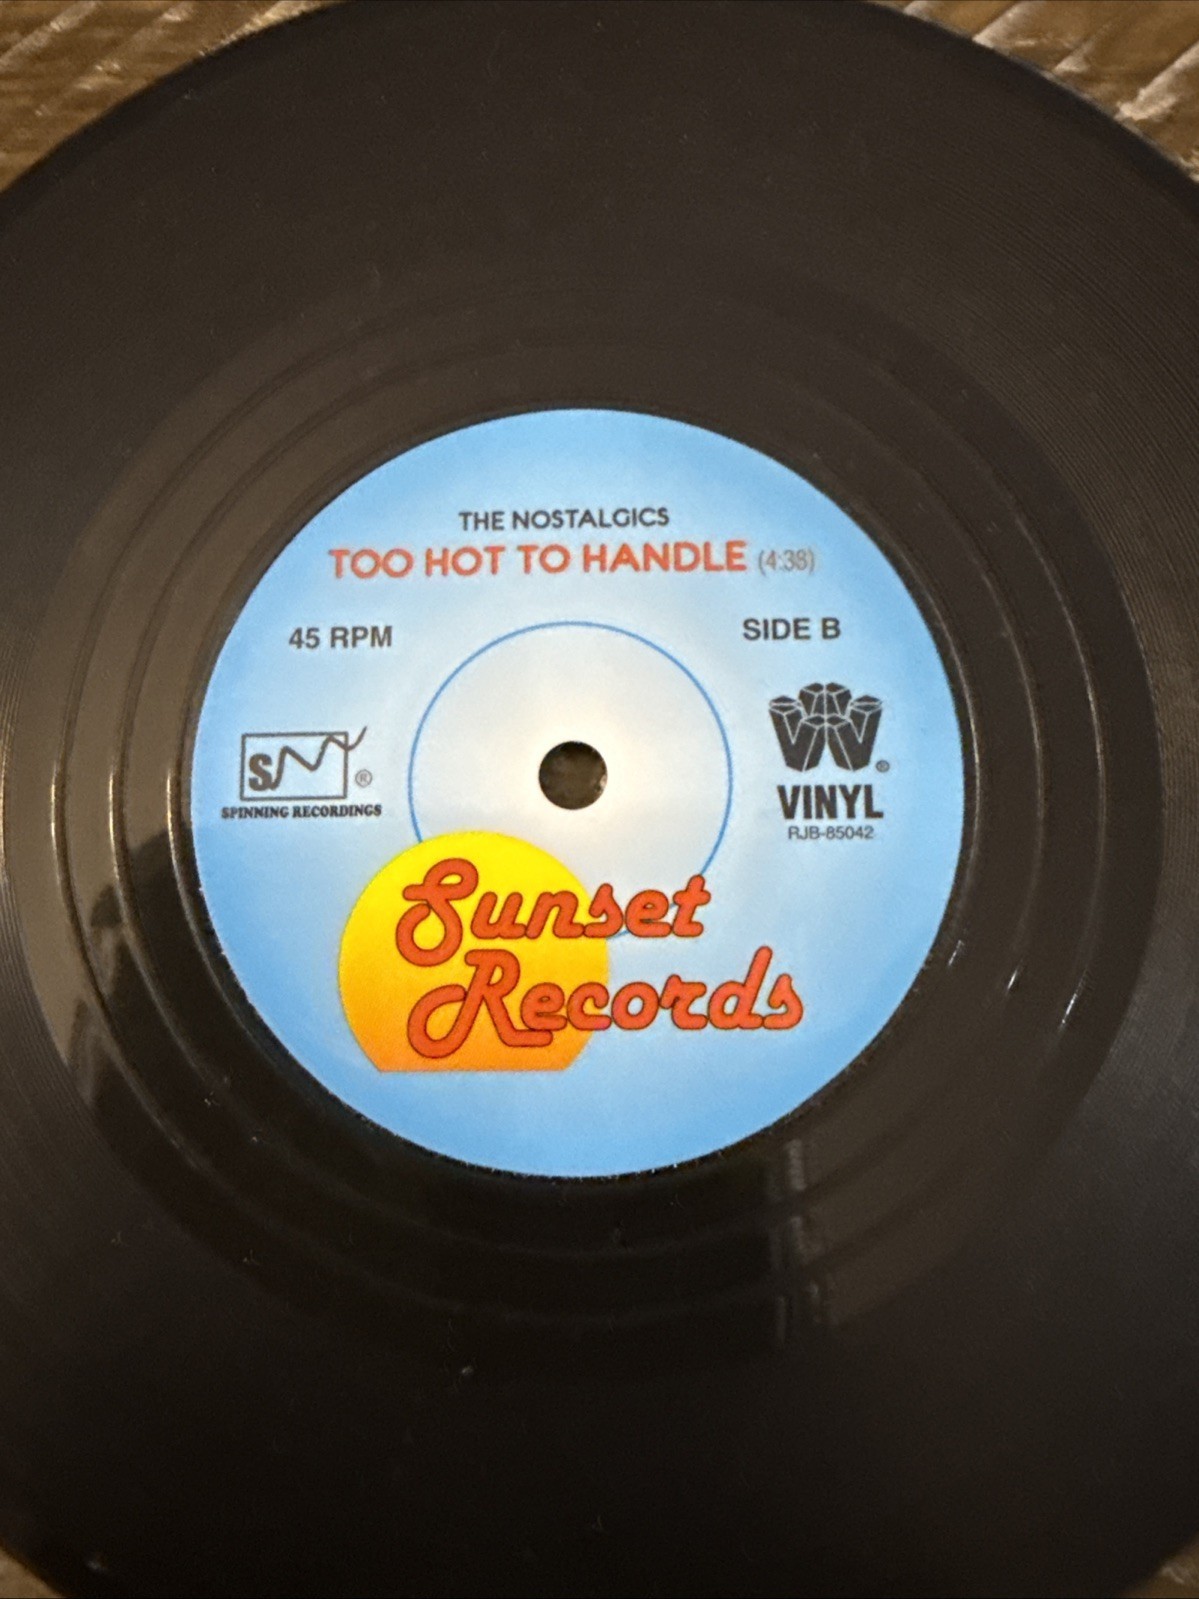 THE NOSTALGICS
TOO HOT TO HANDLE (4:38)
45 RPM
SIDE B
S
®
SPINNING RECORDINGS
®
VINYL
RJB-85042
Sunset
Records